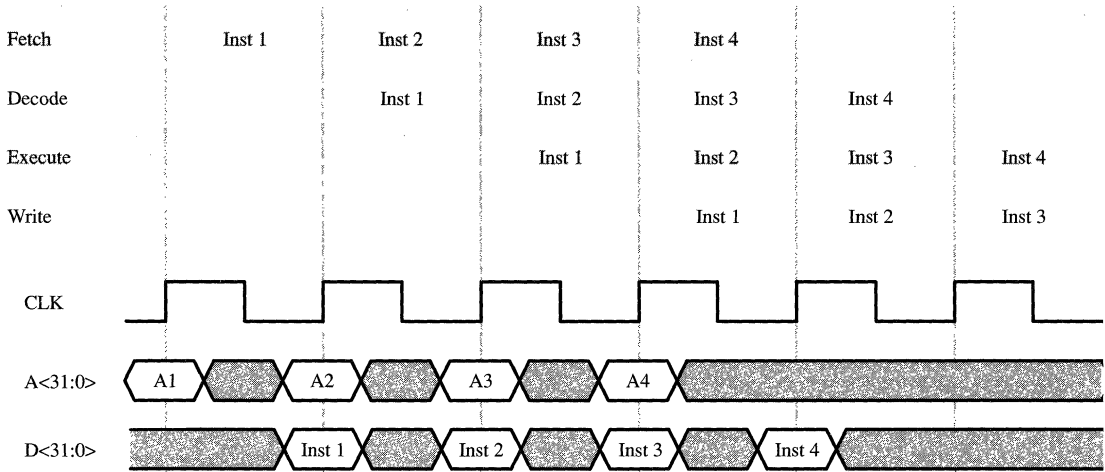 Fetch Inst 1 Inst 2 Inst 3 Inst 4
Decode Inst 1 Inst 2 Inst 3 Inst 4
Execute Inst 1 Inst 2 Inst 3 Inst 4
Write Inst 1 Inst 2 Inst 3
CLK
A<31:0> A1 A2 A3 A4
D<31:0> Inst 1 Inst 2 Inst 3 Inst 4